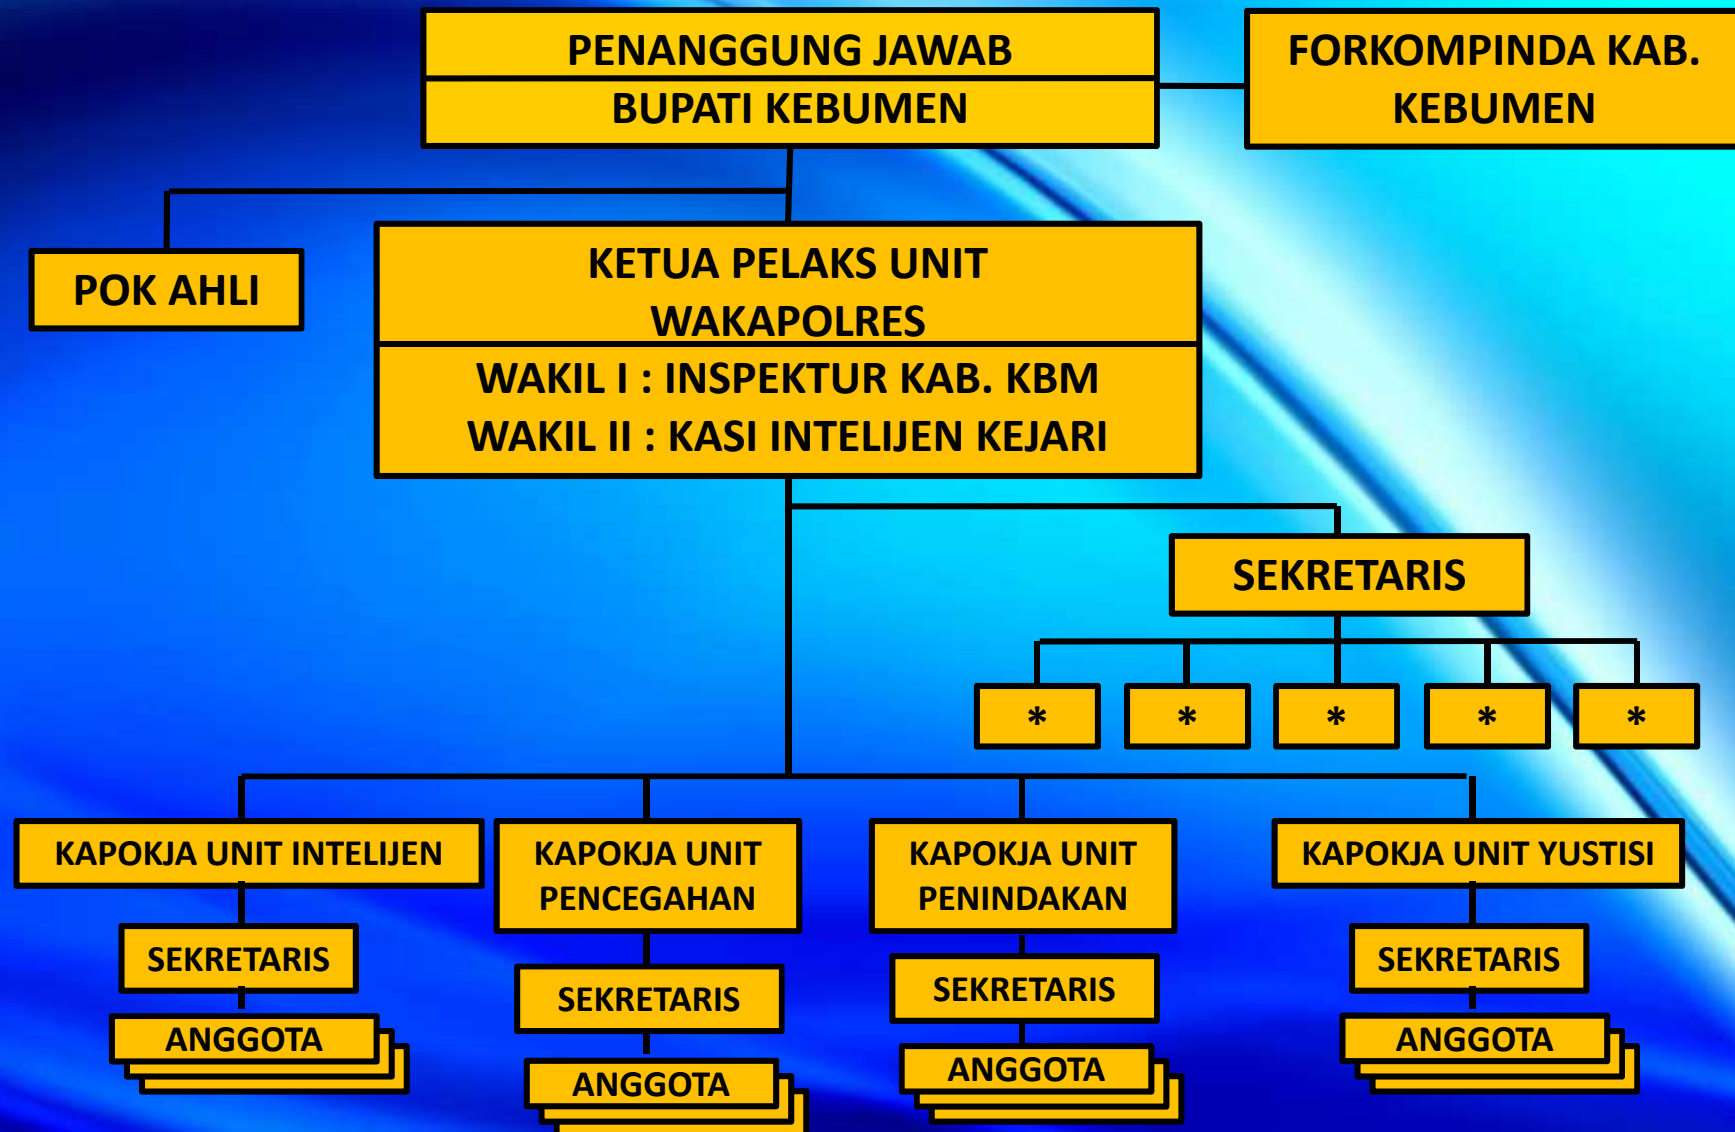 PENANGGUNG JAWAB
BUPATI KEBUMEN
FORKOMPINDA KAB.
KEBUMEN
POK AHLI
KETUA PELAKS UNIT
WAKAPOLRES
WAKIL I : INSPEKTUR KAB. KBM
WAKIL II : KASI INTELIJEN KEJARI
SEKRETARIS
*
*
*
*
*
KAPOKJA UNIT INTELIJEN
SEKRETARIS
ANGGOTA
KAPOKJA UNIT
PENCEGAHAN
SEKRETARIS
ANGGOTA
KAPOKJA UNIT
PENINDAKAN
SEKRETARIS
ANGGOTA
KAPOKJA UNIT YUSTISI
SEKRETARIS
ANGGOTA